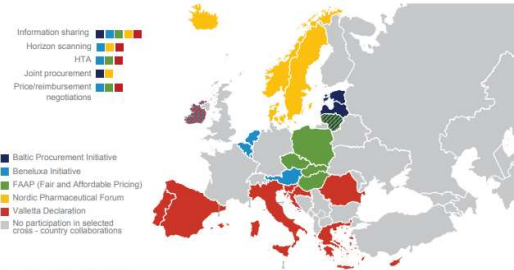 Information sharing
Horizon scanning
HTA
Joint procurement
Price/reimbursement
negotiations
Baltic Procurement Initiative
Beneluxa Initiative
FAAP (Fair and Affordable Pricing)
Nordic Pharmaceutical Forum
Valletta Declaration
No participation in selected
cross - country collaborations